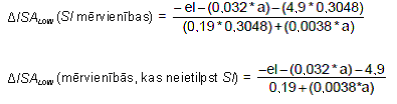 ΔISA_Low (SI mērvienības) = −el−(0,032*a)−(4,9*0,3048) / (0,19*0,3048)+(0,0038*a)
ΔISA_Low (mērvienībās, kas neietilpst SI) = −el−(0,032*a)−4,9 / 0,19+(0,0038*a)